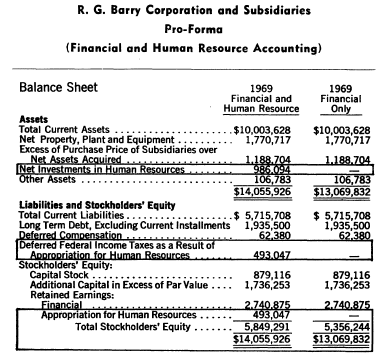 R. G. Barry Corporation and Subsidiaries
Pro-Forma
(Financial and Human Resource Accounting)
Balance Sheet
1969 Financial and Human Resource
1969 Financial Only
Assets
Total Current Assets .................. $10,003,628 $10,003,628
Net Property, Plant and Equipment ....... 1,770,717 1,770,717
Excess of Purchase Price of Subsidiaries over
Net Assets Acquired .................. 1,188,704 1,188,704
Net Investments in Human Resources ....... 986,094 —
Other Assets ........................... 106,783 106,783
$14,055,926 $13,069,832
Liabilities and Stockholders' Equity
Total Current Liabilities ............... $ 5,715,708 $ 5,715,708
Long Term Debt, Excluding Current Installments 1,935,500 1,935,500
Deferred Compensation .................. 62,380 62,380
Deferred Federal Income Taxes as a Result of
Appropriation for Human Resources ....... 493,047 —
Stockholders' Equity:
Capital Stock ......................... 879,116 879,116
Additional Capital in Excess of Par Value .... 1,736,253 1,736,253
Retained Earnings:
Financial ............................ 2,740,875 2,740,875
Appropriation for Human Resources ....... 493,047 —
Total Stockholders' Equity ....... 5,849,291 5,356,244
$14,055,926 $13,069,832